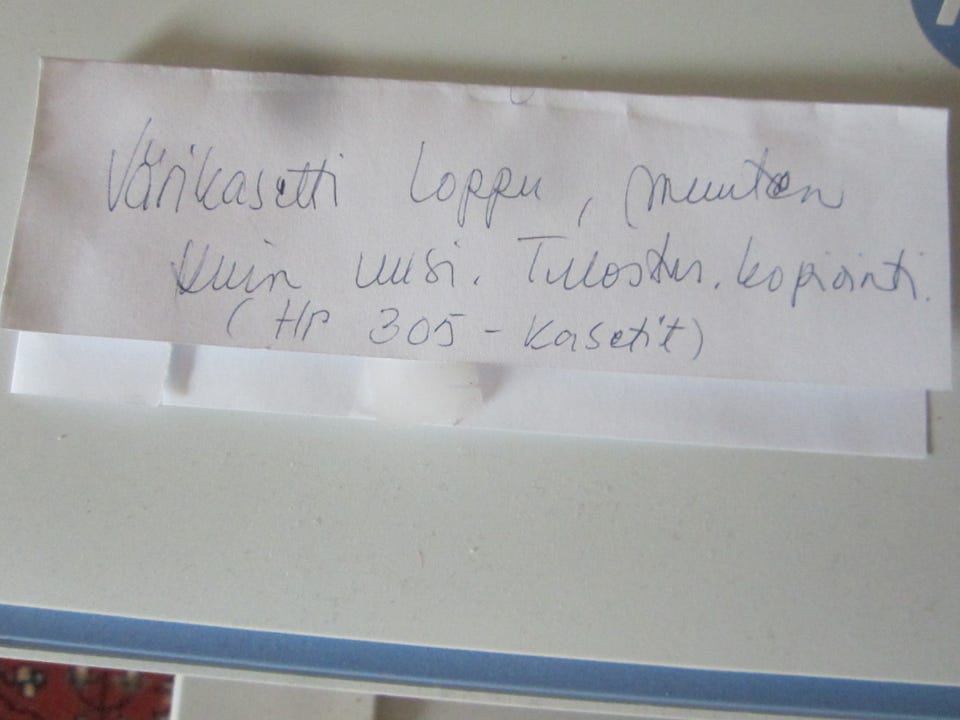 Värikasetti loppu, muuten
kuin uusi. Tulostus. kopiointi.
(HP 305-kasetit)